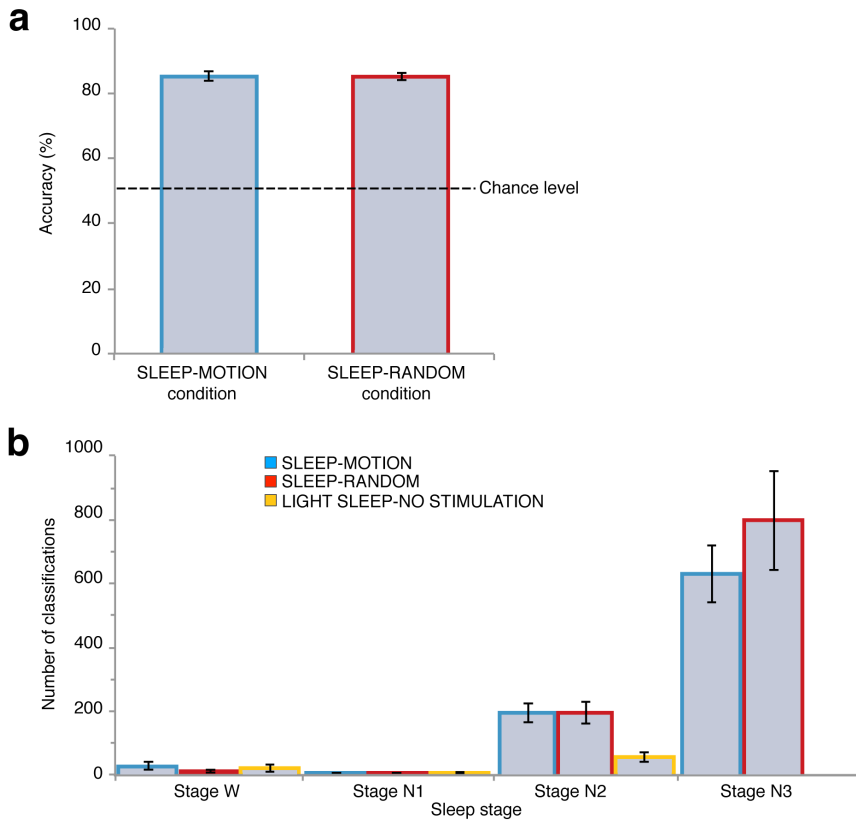 a
100
80
60
40
20
0
Accuracy (%)
Chance level
SLEEP-MOTION
condition
SLEEP-RANDOM
condition
b
1000
800
600
400
200
0
Number of classifications
SLEEP-MOTION
SLEEP-RANDOM
LIGHT SLEEP-NO STIMULATION
Stage W
Stage N1
Stage N2
Stage N3
Sleep stage